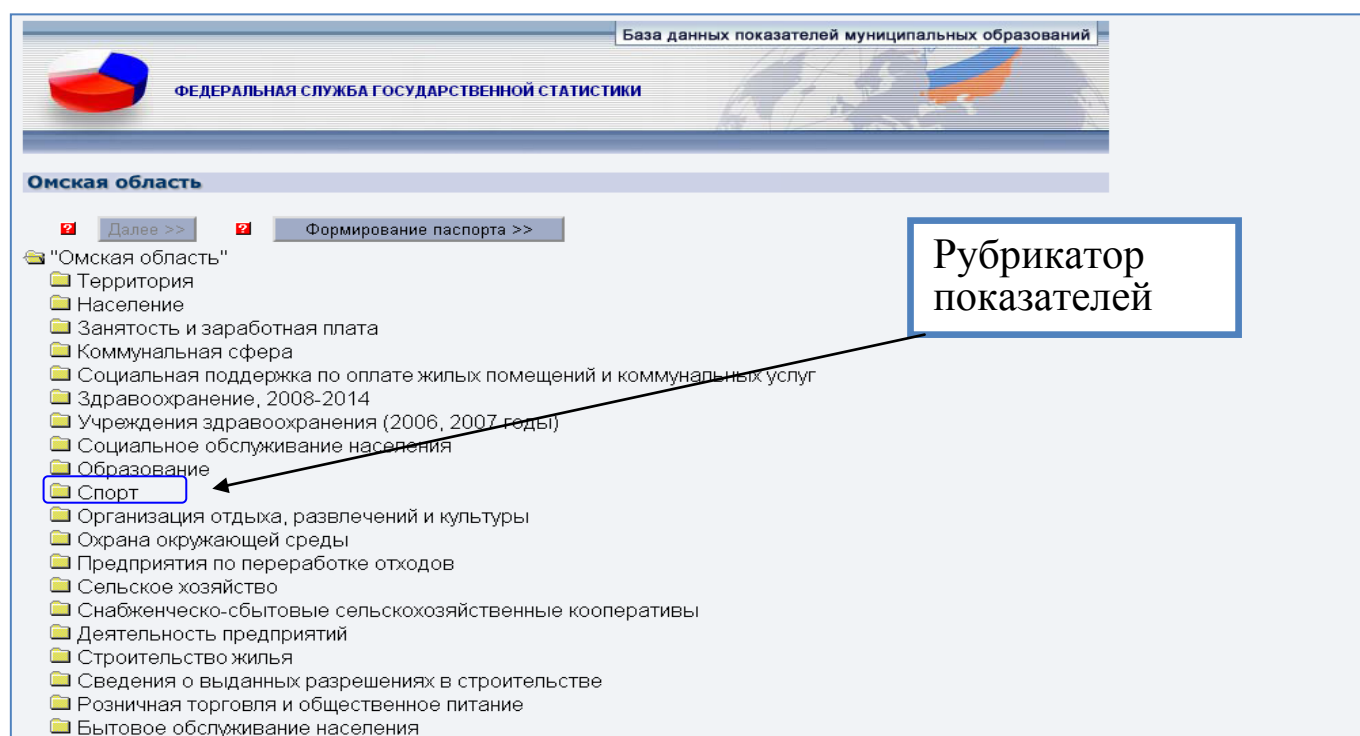 База данных показателей муниципальных образований
ФЕДЕРАЛЬНАЯ СЛУЖБА ГОСУДАРСТВЕННОЙ СТАТИСТИКИ
Омская область
? Далее >> ? Формирование паспорта >>
"Омская область"
Рубрикатор
показателей
Территория
Население
Занятость и заработная плата
Коммунальная сфера
Социальная поддержка по оплате жилых помещений и коммунальных услуг
Здравоохранение, 2008-2014
Учреждения здравоохранения (2006, 2007 годы)
Социальное обслуживание населения
Образование
Спорт
Организация отдыха, развлечений и культуры
Охрана окружающей среды
Предприятия по переработке отходов
Сельское хозяйство
Снабженческо-сбытовые сельскохозяйственные кооперативы
Деятельность предприятий
Строительство жилья
Сведения о выданных разрешениях в строительстве
Розничная торговля и общественное питание
Бытовое обслуживание населения